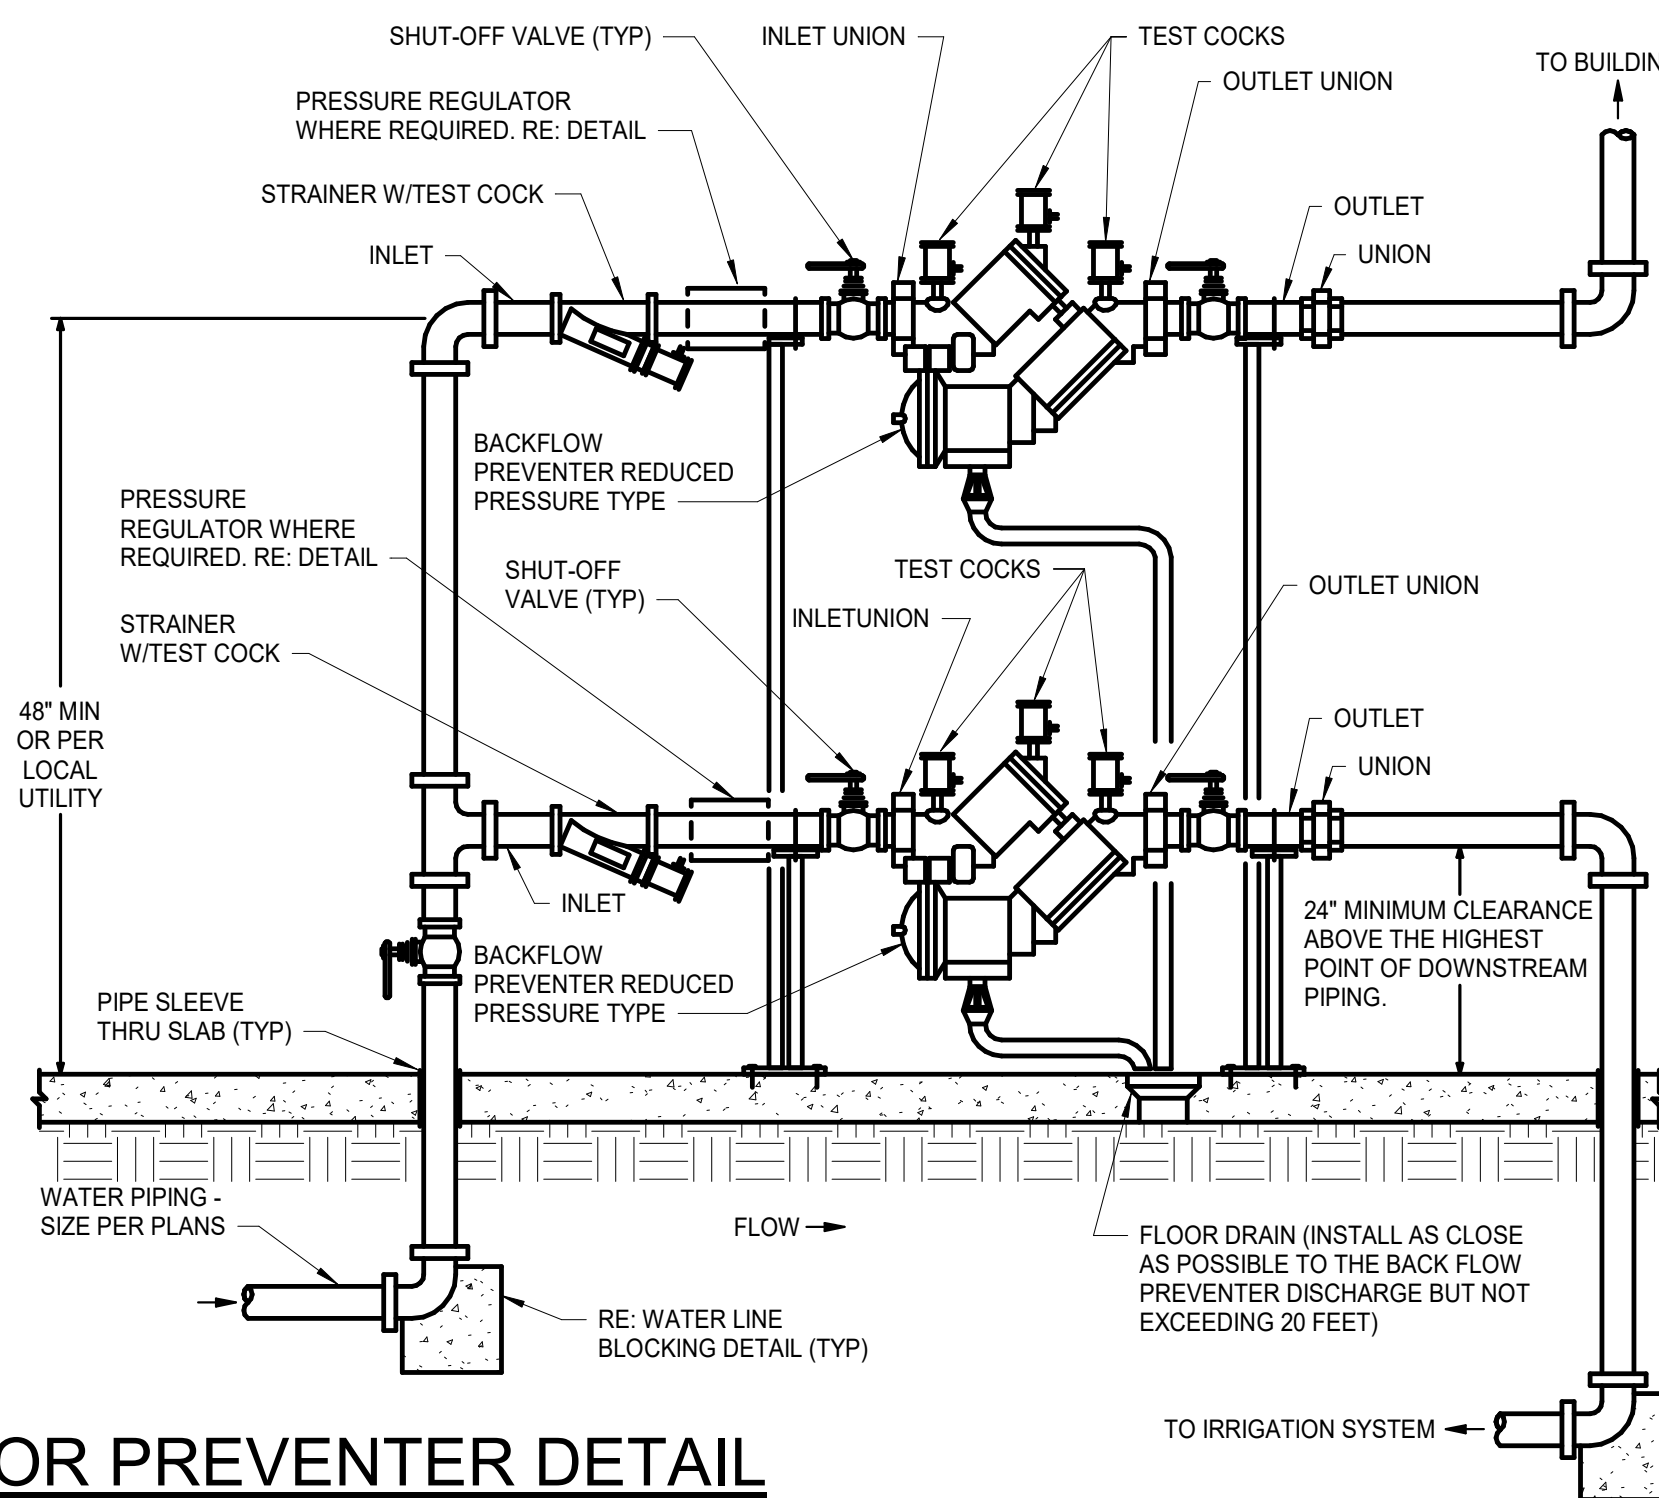 SHUT-OFF VALVE (TYP)
INLET UNION
TEST COCKS
TO BUILDIN
OUTLET UNION
PRESSURE REGULATOR
WHERE REQUIRED. RE: DETAIL
STRAINER W/TEST COCK
OUTLET
INLET
UNION
BACKFLOW
PREVENTER REDUCED
PRESSURE TYPE
PRESSURE
REGULATOR WHERE
REQUIRED. RE: DETAIL
SHUT-OFF
VALVE (TYP)
TEST COCKS
OUTLET UNION
INLETUNION
STRAINER
W/TEST COCK
48" MIN
OR PER
LOCAL
UTILITY
OUTLET
UNION
INLET
24" MINIMUM CLEARANCE
ABOVE THE HIGHEST
POINT OF DOWNSTREAM
PIPING.
BACKFLOW
PREVENTER REDUCED
PRESSURE TYPE
PIPE SLEEVE
THRU SLAB (TYP)
WATER PIPING -
SIZE PER PLANS
FLOW
FLOOR DRAIN (INSTALL AS CLOSE
AS POSSIBLE TO THE BACK FLOW
PREVENTER DISCHARGE BUT NOT
EXCEEDING 20 FEET)
RE: WATER LINE
BLOCKING DETAIL (TYP)
TO IRRIGATION SYSTEM
OR PREVENTER DETAIL